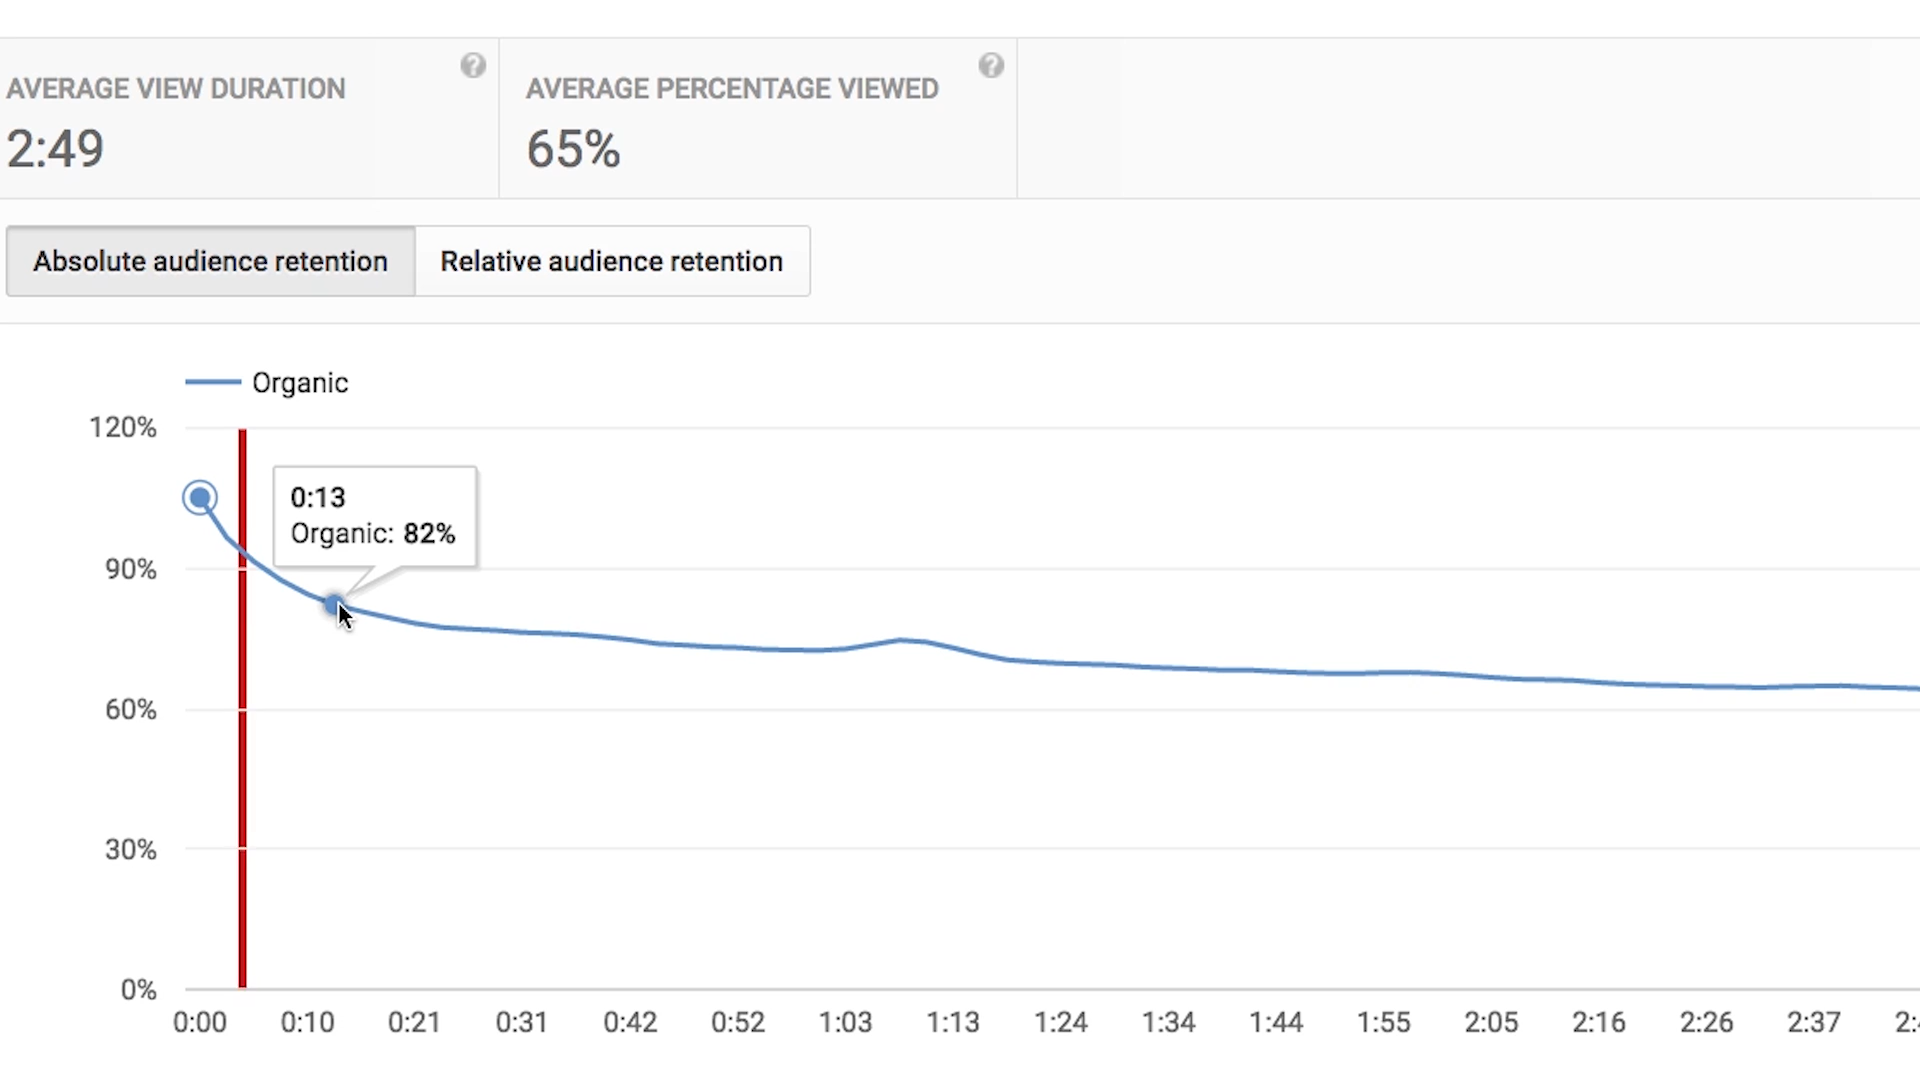 AVERAGE VIEW DURATION
?
AVERAGE PERCENTAGE VIEWED
?
2:49
65%
Absolute audience retention
Relative audience retention
Organic
120%
0:13
Organic: 82%
90%
60%
30%
0%
0:00 0:10 0:21 0:31 0:42 0:52 1:03 1:13 1:24 1:34 1:44 1:55 2:05 2:16 2:26 2:37